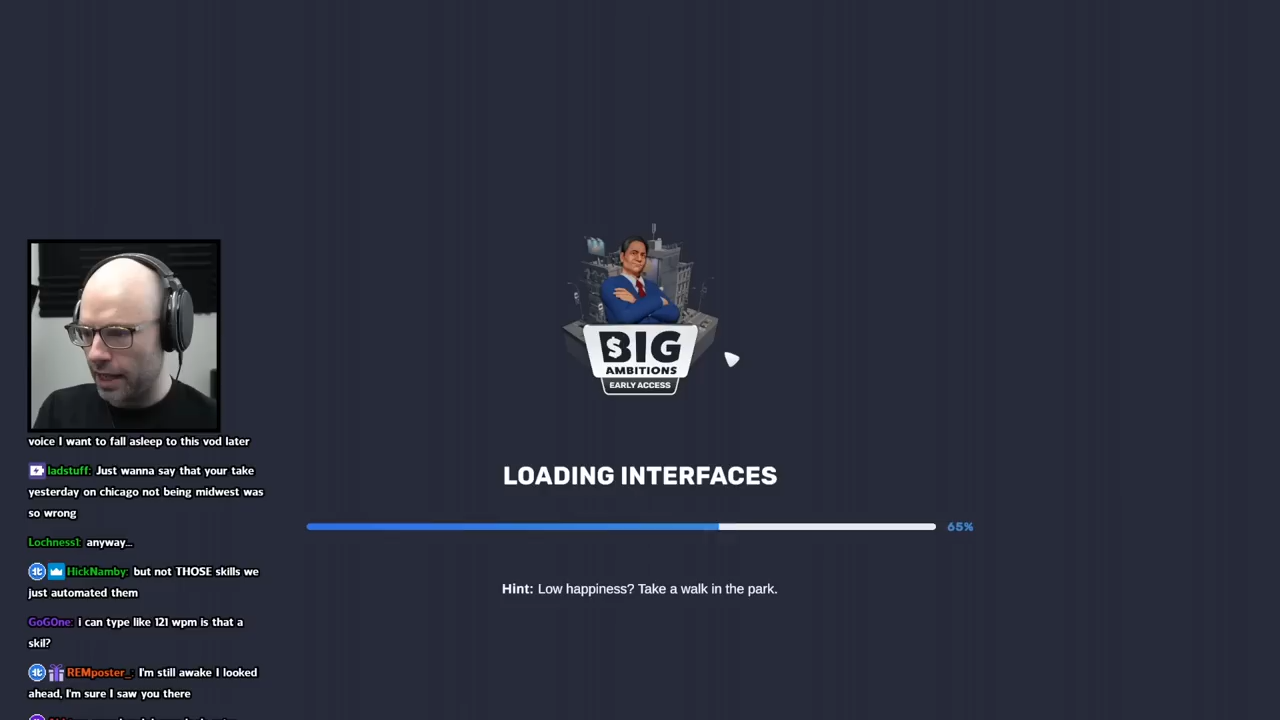 BIG
AMBITIONS
EARLY ACCESS
LOADING INTERFACES
65%
Hint: Low happiness? Take a walk in the park.
voice I want to fall asleep to this vod later
ladstuff: Just wanna say that your take
yesterday on chicago not being midwest was
so wrong
Lochness1: anyway...
HickNamby: but not THOSE skills we
just automated them
GoGOne: i can type like 121 wpm is that a
skil?
REMposter_: I'm still awake I looked
ahead, I'm sure I saw you there